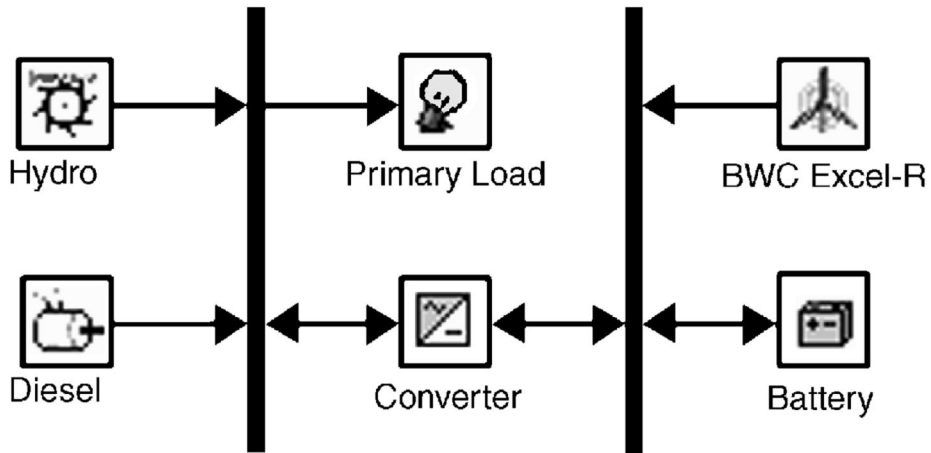 Hydro
Primary Load
BWC Excel-R
Diesel
Converter
Battery